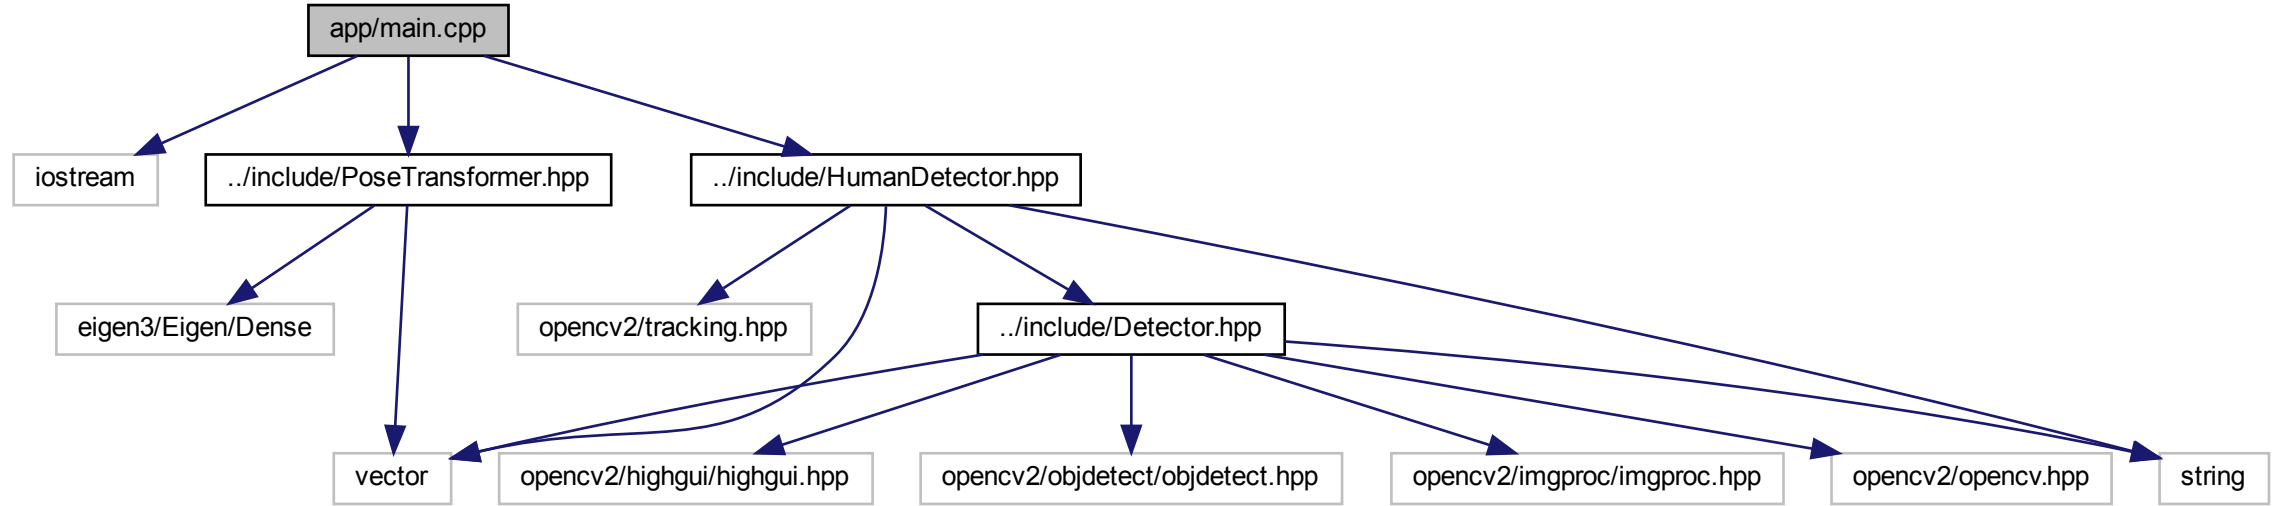 app/main.cpp
iostream
../include/PoseTransformer.hpp
../include/HumanDetector.hpp
eigen3/Eigen/Dense
opencv2/tracking.hpp
../include/Detector.hpp
vector
opencv2/highgui/highgui.hpp
opencv2/objdetect/objdetect.hpp
opencv2/imgproc/imgproc.hpp
opencv2/opencv.hpp
string